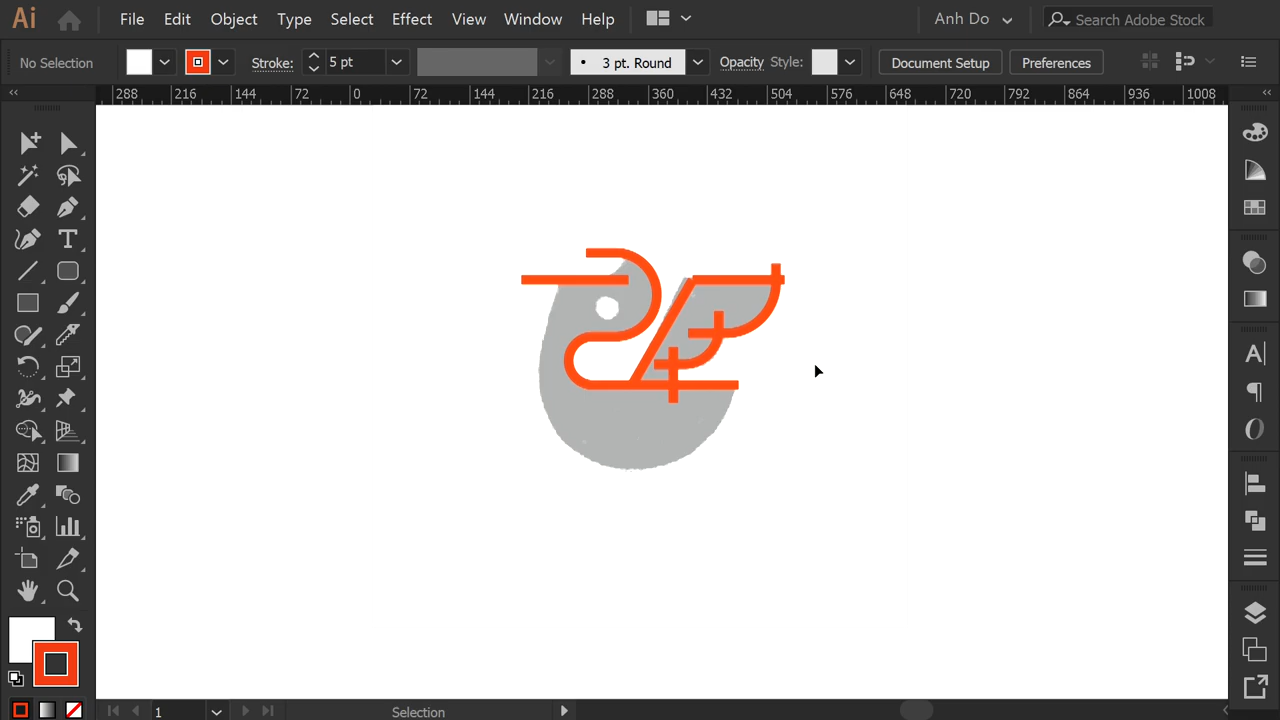 Ai File Edit Object Type Select Effect View Window Help Anh Do Search Adobe Stock
No Selection Stroke: 5 pt 3 pt. Round Opacity Style: Document Setup Preferences
288 216 144 72 0 72 144 216 288 360 432 504 576 648 720 792 864 936 1008
1 Selection